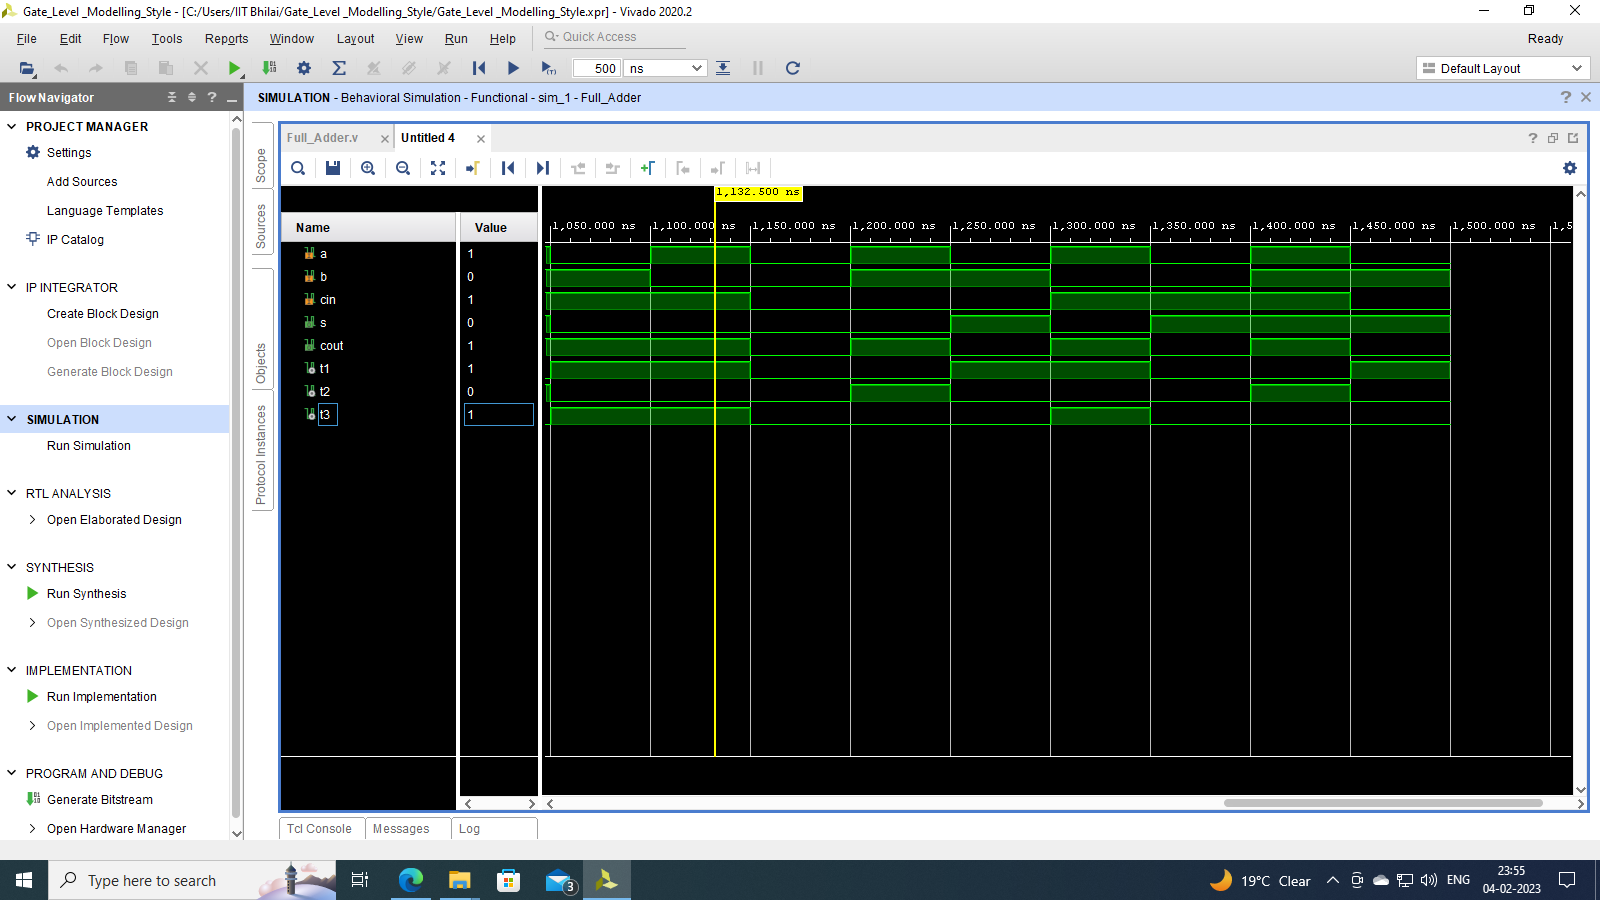 Gate_Level _Modelling_Style - [C:/Users/IIT Bhilai/Gate_Level _Modelling_Style/Gate_Level _Modelling_Style.xpr] - Vivado 2020.2
File Edit Flow Tools Reports Window Layout View Run Help Quick Access Ready
500 ns Default Layout
Flow Navigator
SIMULATION - Behavioral Simulation - Functional - sim_1 - Full_Adder
PROJECT MANAGER
Settings
Add Sources
Language Templates
IP Catalog
IP INTEGRATOR
Create Block Design
Open Block Design
Generate Block Design
SIMULATION
Run Simulation
RTL ANALYSIS
Open Elaborated Design
SYNTHESIS
Run Synthesis
Open Synthesized Design
IMPLEMENTATION
Run Implementation
Open Implemented Design
PROGRAM AND DEBUG
Generate Bitstream
Open Hardware Manager
Scope
Sources
Objects
Protocol Instances
Full_Adder.v Untitled 4
1,132.500 ns
Name Value
1,050.000 ns 1,100.000 ns 1,150.000 ns 1,200.000 ns 1,250.000 ns 1,300.000 ns 1,350.000 ns 1,400.000 ns 1,450.000 ns 1,500.000 ns 1,5
a 1
b 0
cin 1
s 0
cout 1
t1 1
t2 0
t3 1
Tcl Console Messages Log
Type here to search
3
19°C Clear
ENG
23:55
04-02-2023